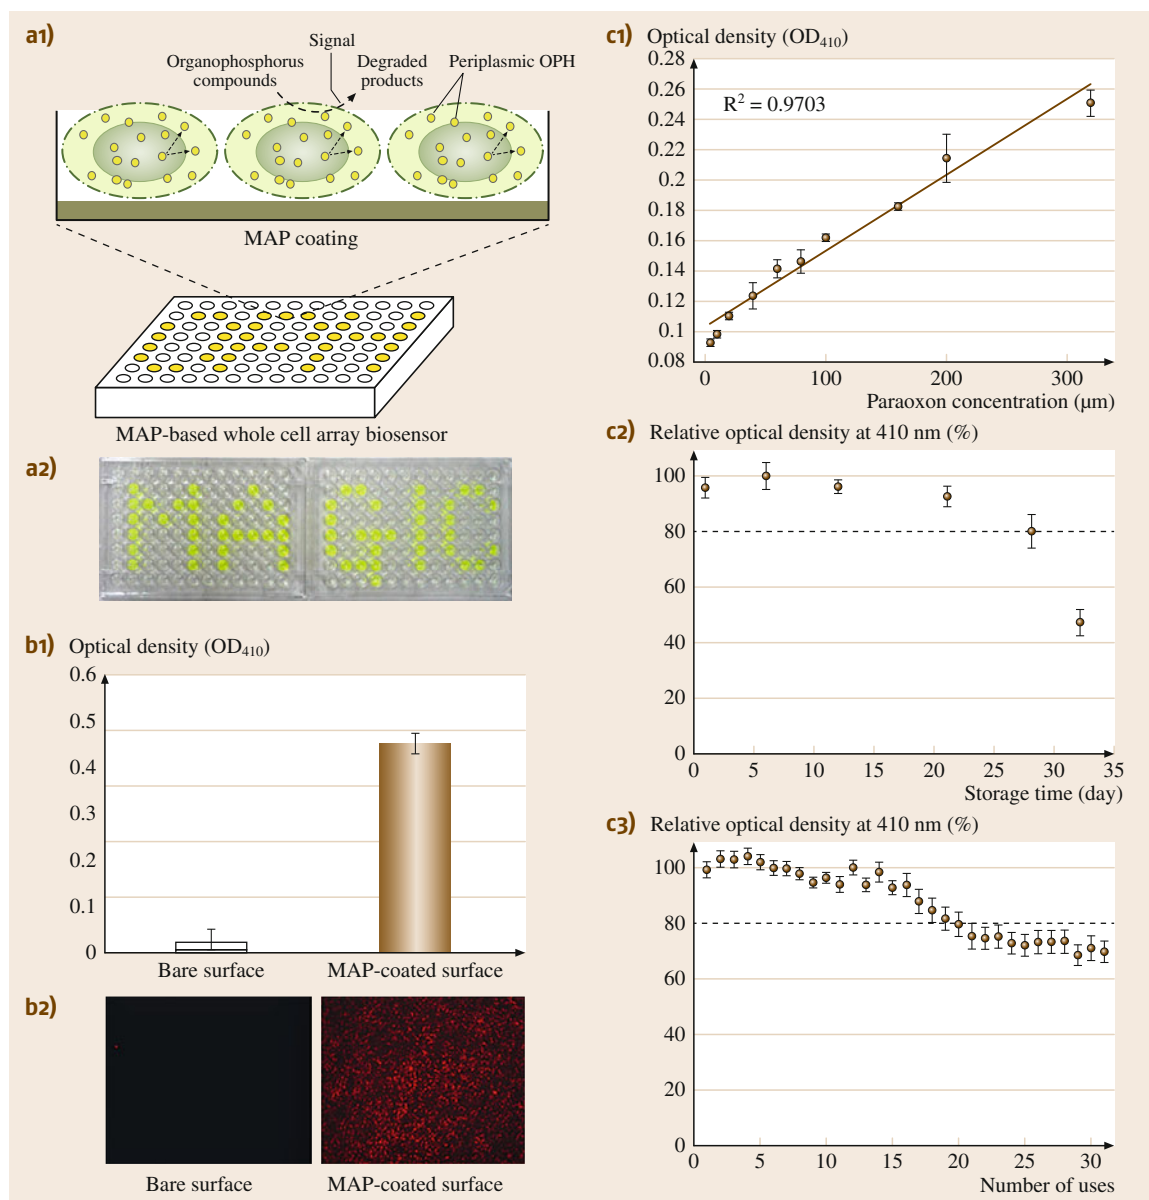 a1)
Signal
Organophosphorus compounds
Degraded products
Periplasmic OPH
MAP coating
MAP-based whole cell array biosensor
a2)
MAGIC
b1) Optical density (OD410)
0.6
0.5
0.4
0.3
0.2
0.1
0
Bare surface MAP-coated surface
b2)
Bare surface MAP-coated surface
c1) Optical density (OD410)
0.28
0.26
0.24
0.22
0.2
0.18
0.16
0.14
0.12
0.1
0.08
R2 = 0.9703
0 100 200 300
Paraoxon concentration (μm)
c2) Relative optical density at 410 nm (%)
100
80
60
40
20
0
0 5 10 15 20 25 30 35
Storage time (day)
c3) Relative optical density at 410 nm (%)
100
80
60
40
20
0
0 5 10 15 20 25 30
Number of uses